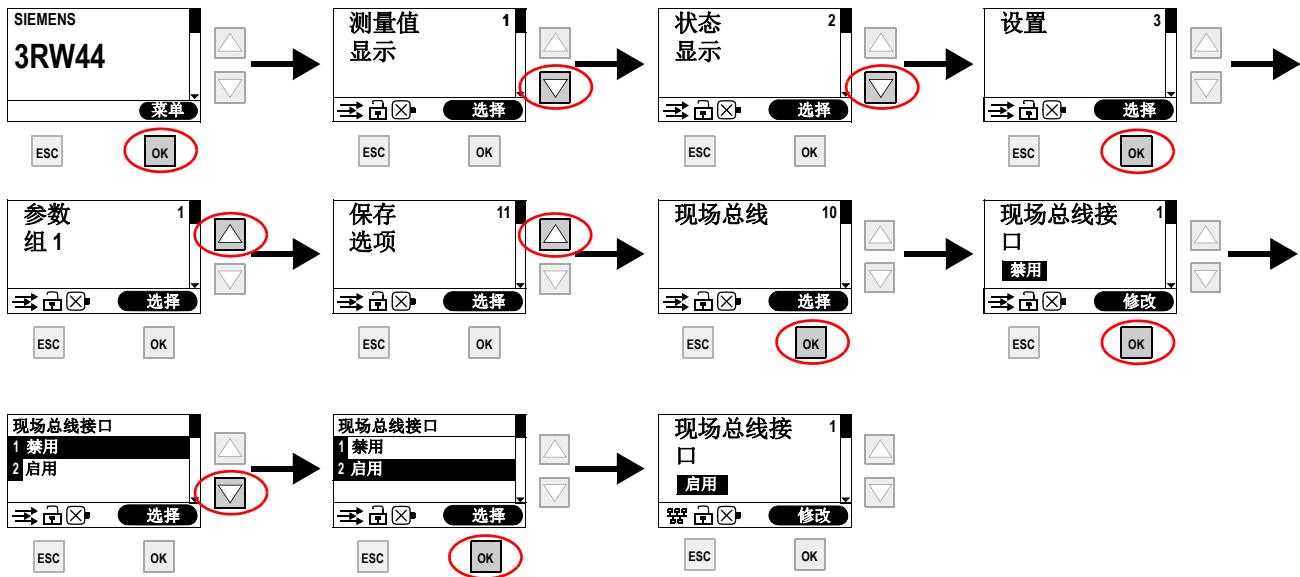 SIEMENS
3RW44
菜单
ESC
OK
测量值 1
显示
选择
ESC
OK
状态 2
显示
选择
ESC
OK
设置 3
选择
ESC
OK
参数 1
组 1
选择
ESC
OK
保存 11
选项
选择
ESC
OK
现场总线 10
选择
ESC
OK
现场总线接 1
口
禁用
修改
ESC
OK
现场总线接口
1 禁用
2 启用
选择
ESC
OK
现场总线接口
1 禁用
2 启用
选择
ESC
OK
现场总线接 1
口
启用
修改
ESC
OK